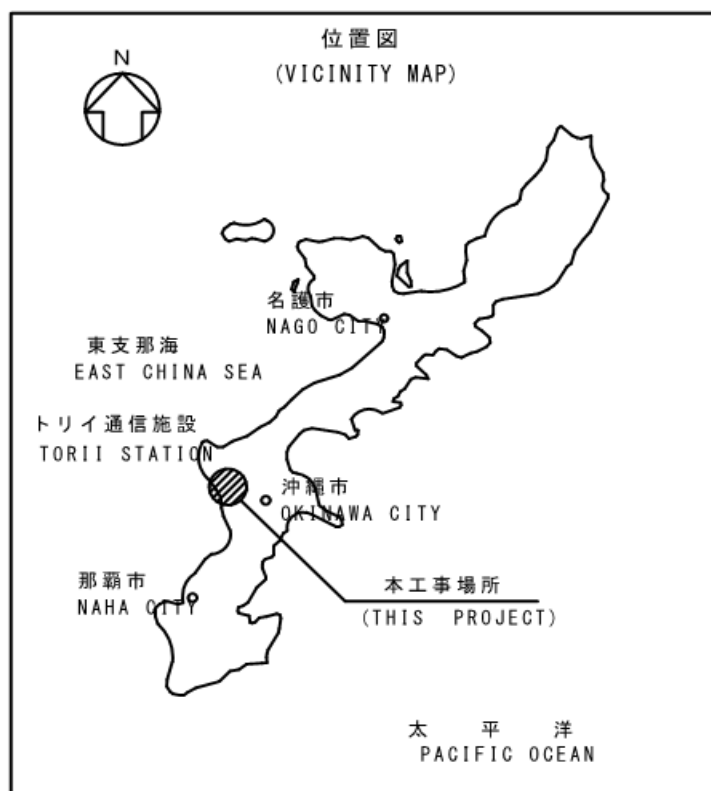 位置図
(VICINITY MAP)
N
名護市
NAGO CITY
東支那海
EAST CHINA SEA
トリイ通信施設
TORII STATION
沖縄市
OKINAWA CITY
那覇市
NAHA CITY
本工事場所
(THIS PROJECT)
太平洋
PACIFIC OCEAN